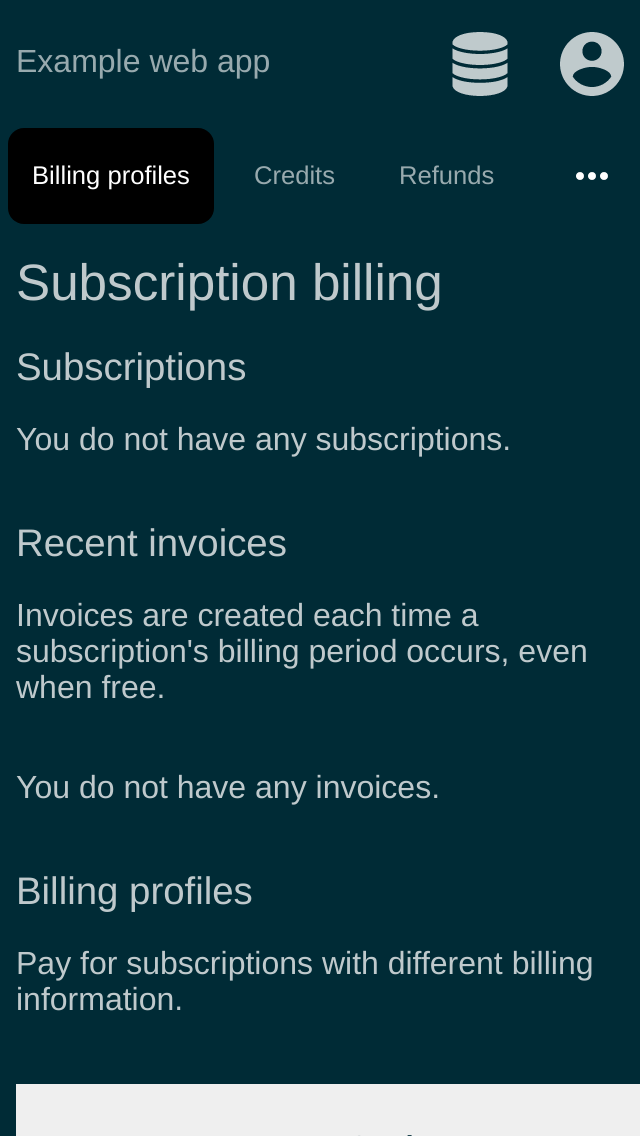 Example web app
Billing profiles
Credits
Refunds
Subscription billing
Subscriptions
You do not have any subscriptions.
Recent invoices
Invoices are created each time a
subscription's billing period occurs, even
when free.
You do not have any invoices.
Billing profiles
Pay for subscriptions with different billing
information.